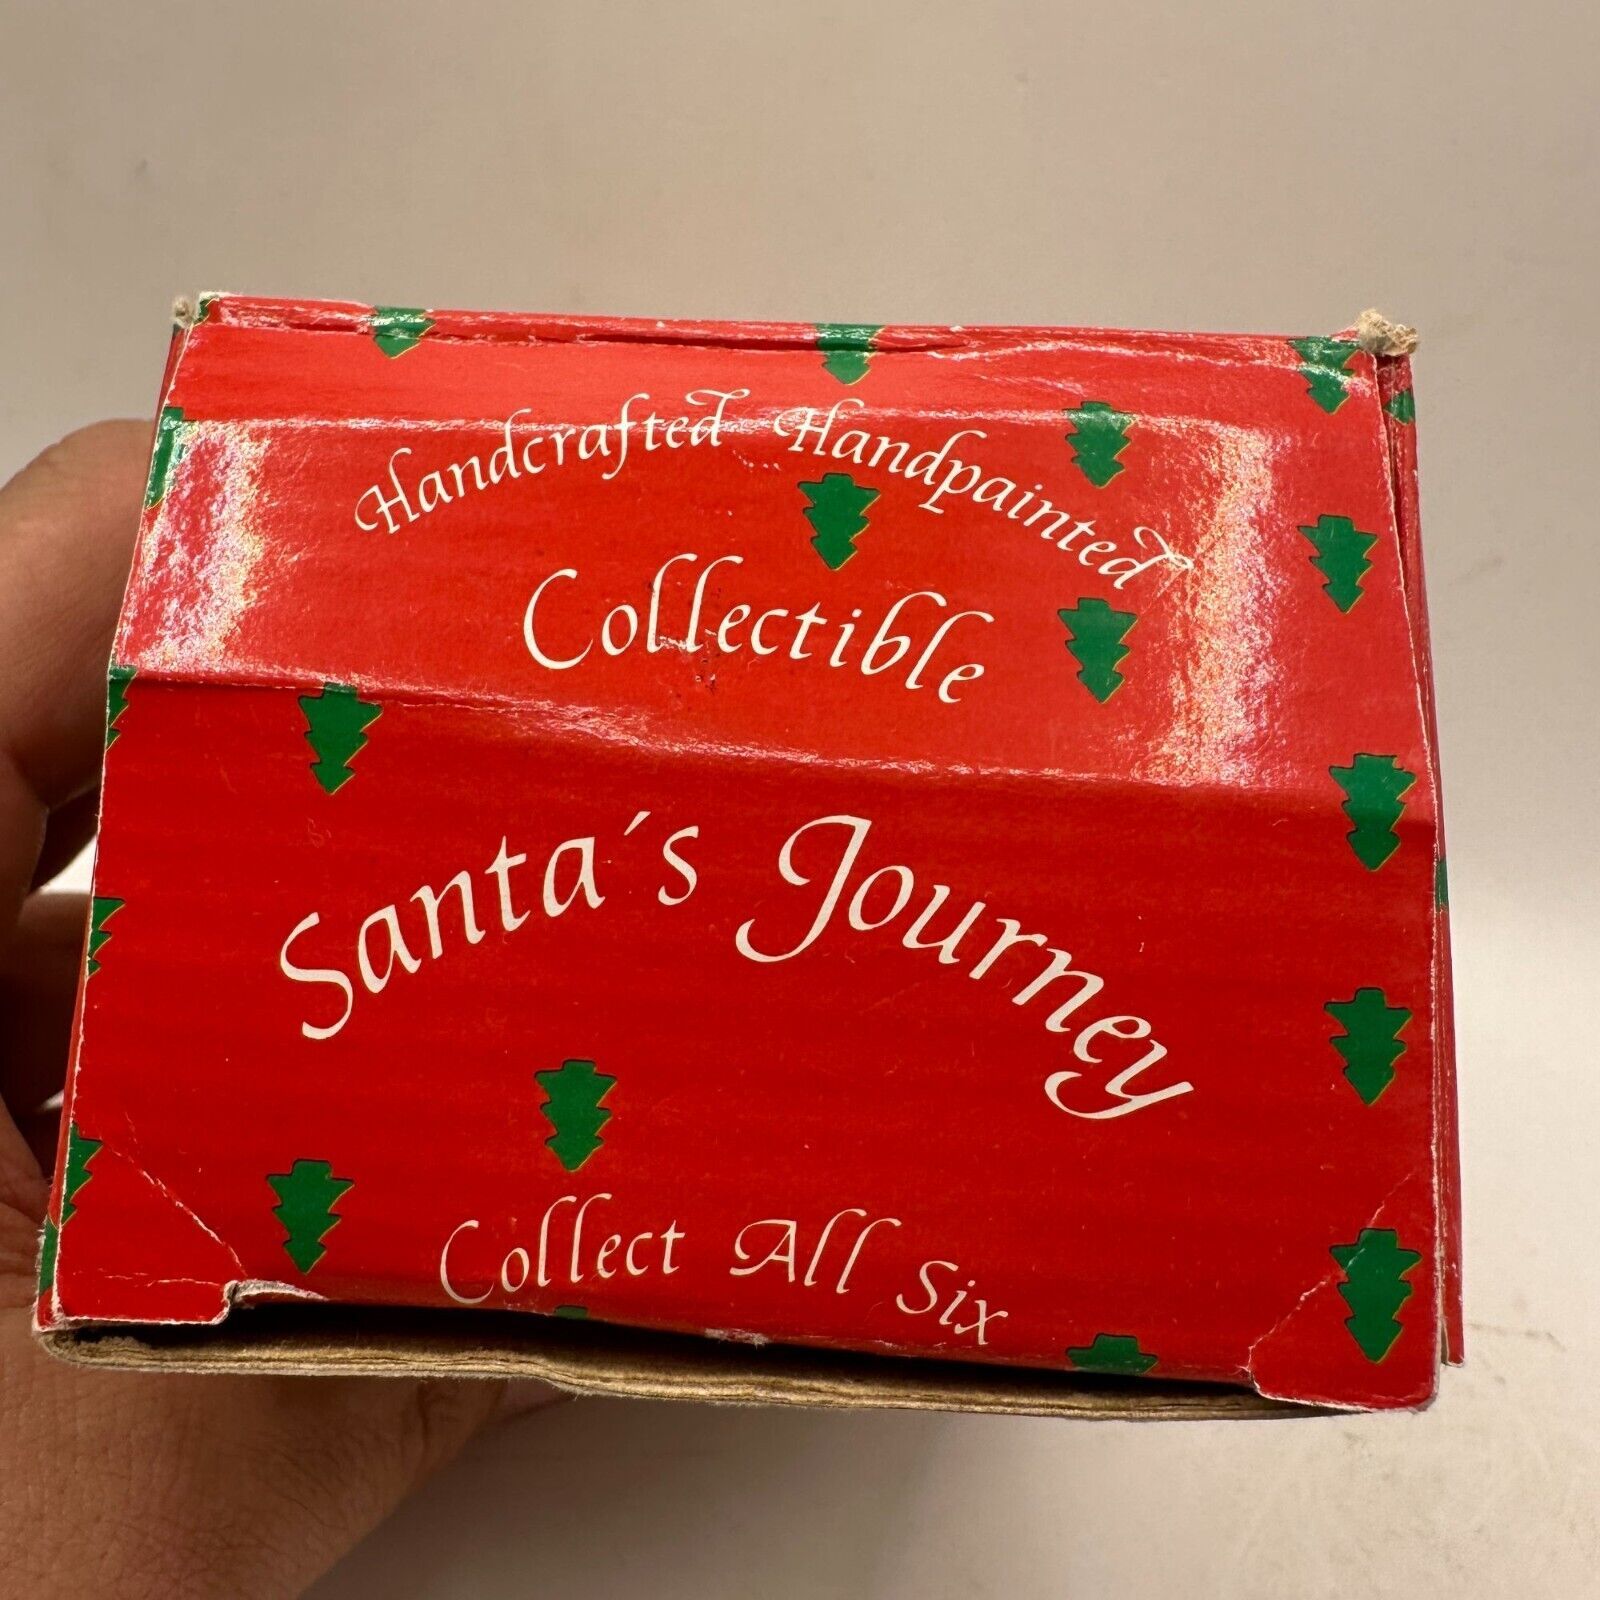 Handcrafted Handpainted
Collectible
Santa´s Journey
Collect All Six